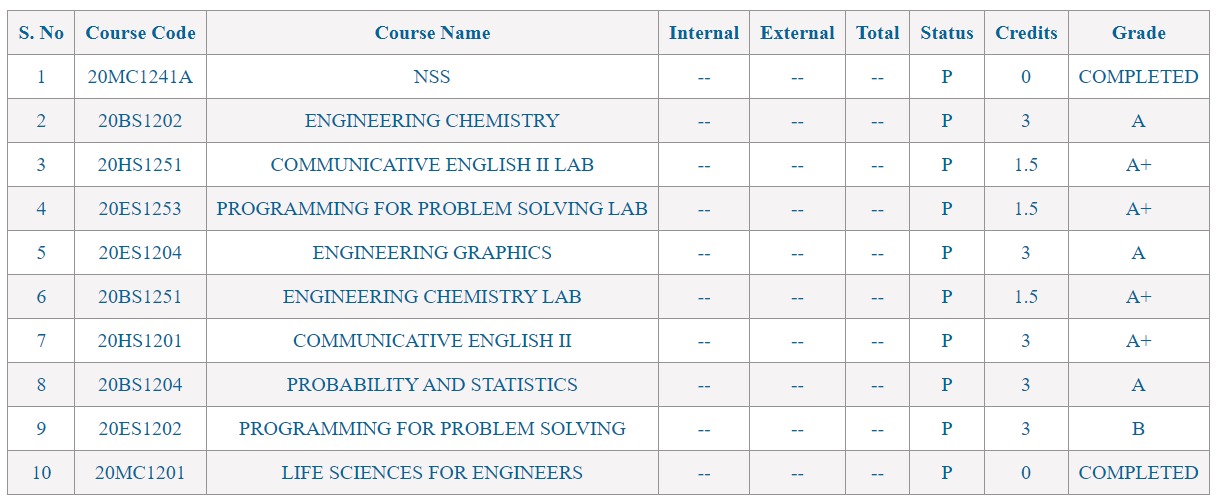 S. No Course Code Course Name Internal External Total Status Credits Grade
1 20MC1241A NSS -- -- -- P 0 COMPLETED
2 20BS1202 ENGINEERING CHEMISTRY -- -- -- P 3 A
3 20HS1251 COMMUNICATIVE ENGLISH II LAB -- -- -- P 1.5 A+
4 20ES1253 PROGRAMMING FOR PROBLEM SOLVING LAB -- -- -- P 1.5 A+
5 20ES1204 ENGINEERING GRAPHICS -- -- -- P 3 A
6 20BS1251 ENGINEERING CHEMISTRY LAB -- -- -- P 1.5 A+
7 20HS1201 COMMUNICATIVE ENGLISH II -- -- -- P 3 A+
8 20BS1204 PROBABILITY AND STATISTICS -- -- -- P 3 A
9 20ES1202 PROGRAMMING FOR PROBLEM SOLVING -- -- -- P 3 B
10 20MC1201 LIFE SCIENCES FOR ENGINEERS -- -- -- P 0 COMPLETED